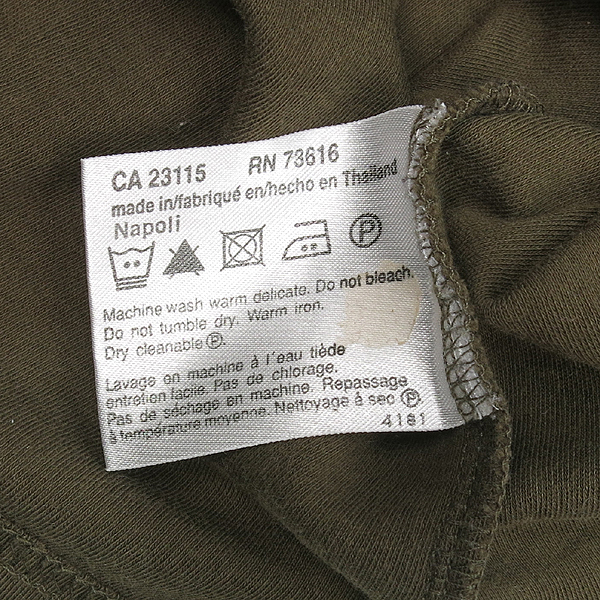 CA 23115 RN 73616
made in/fabriqué en/hecho en Thailand
Napoli
P
Machine wash warm delicate. Do not bleach.
Do not tumble dry. Warm iron.
Dry cleanable P.
Lavage en machine à l'eau tiède
entretien facile. Pas de chlorage.
Pas de séchage en machine. Repassage
à température moyenne. Nettoyage à sec P.
4181